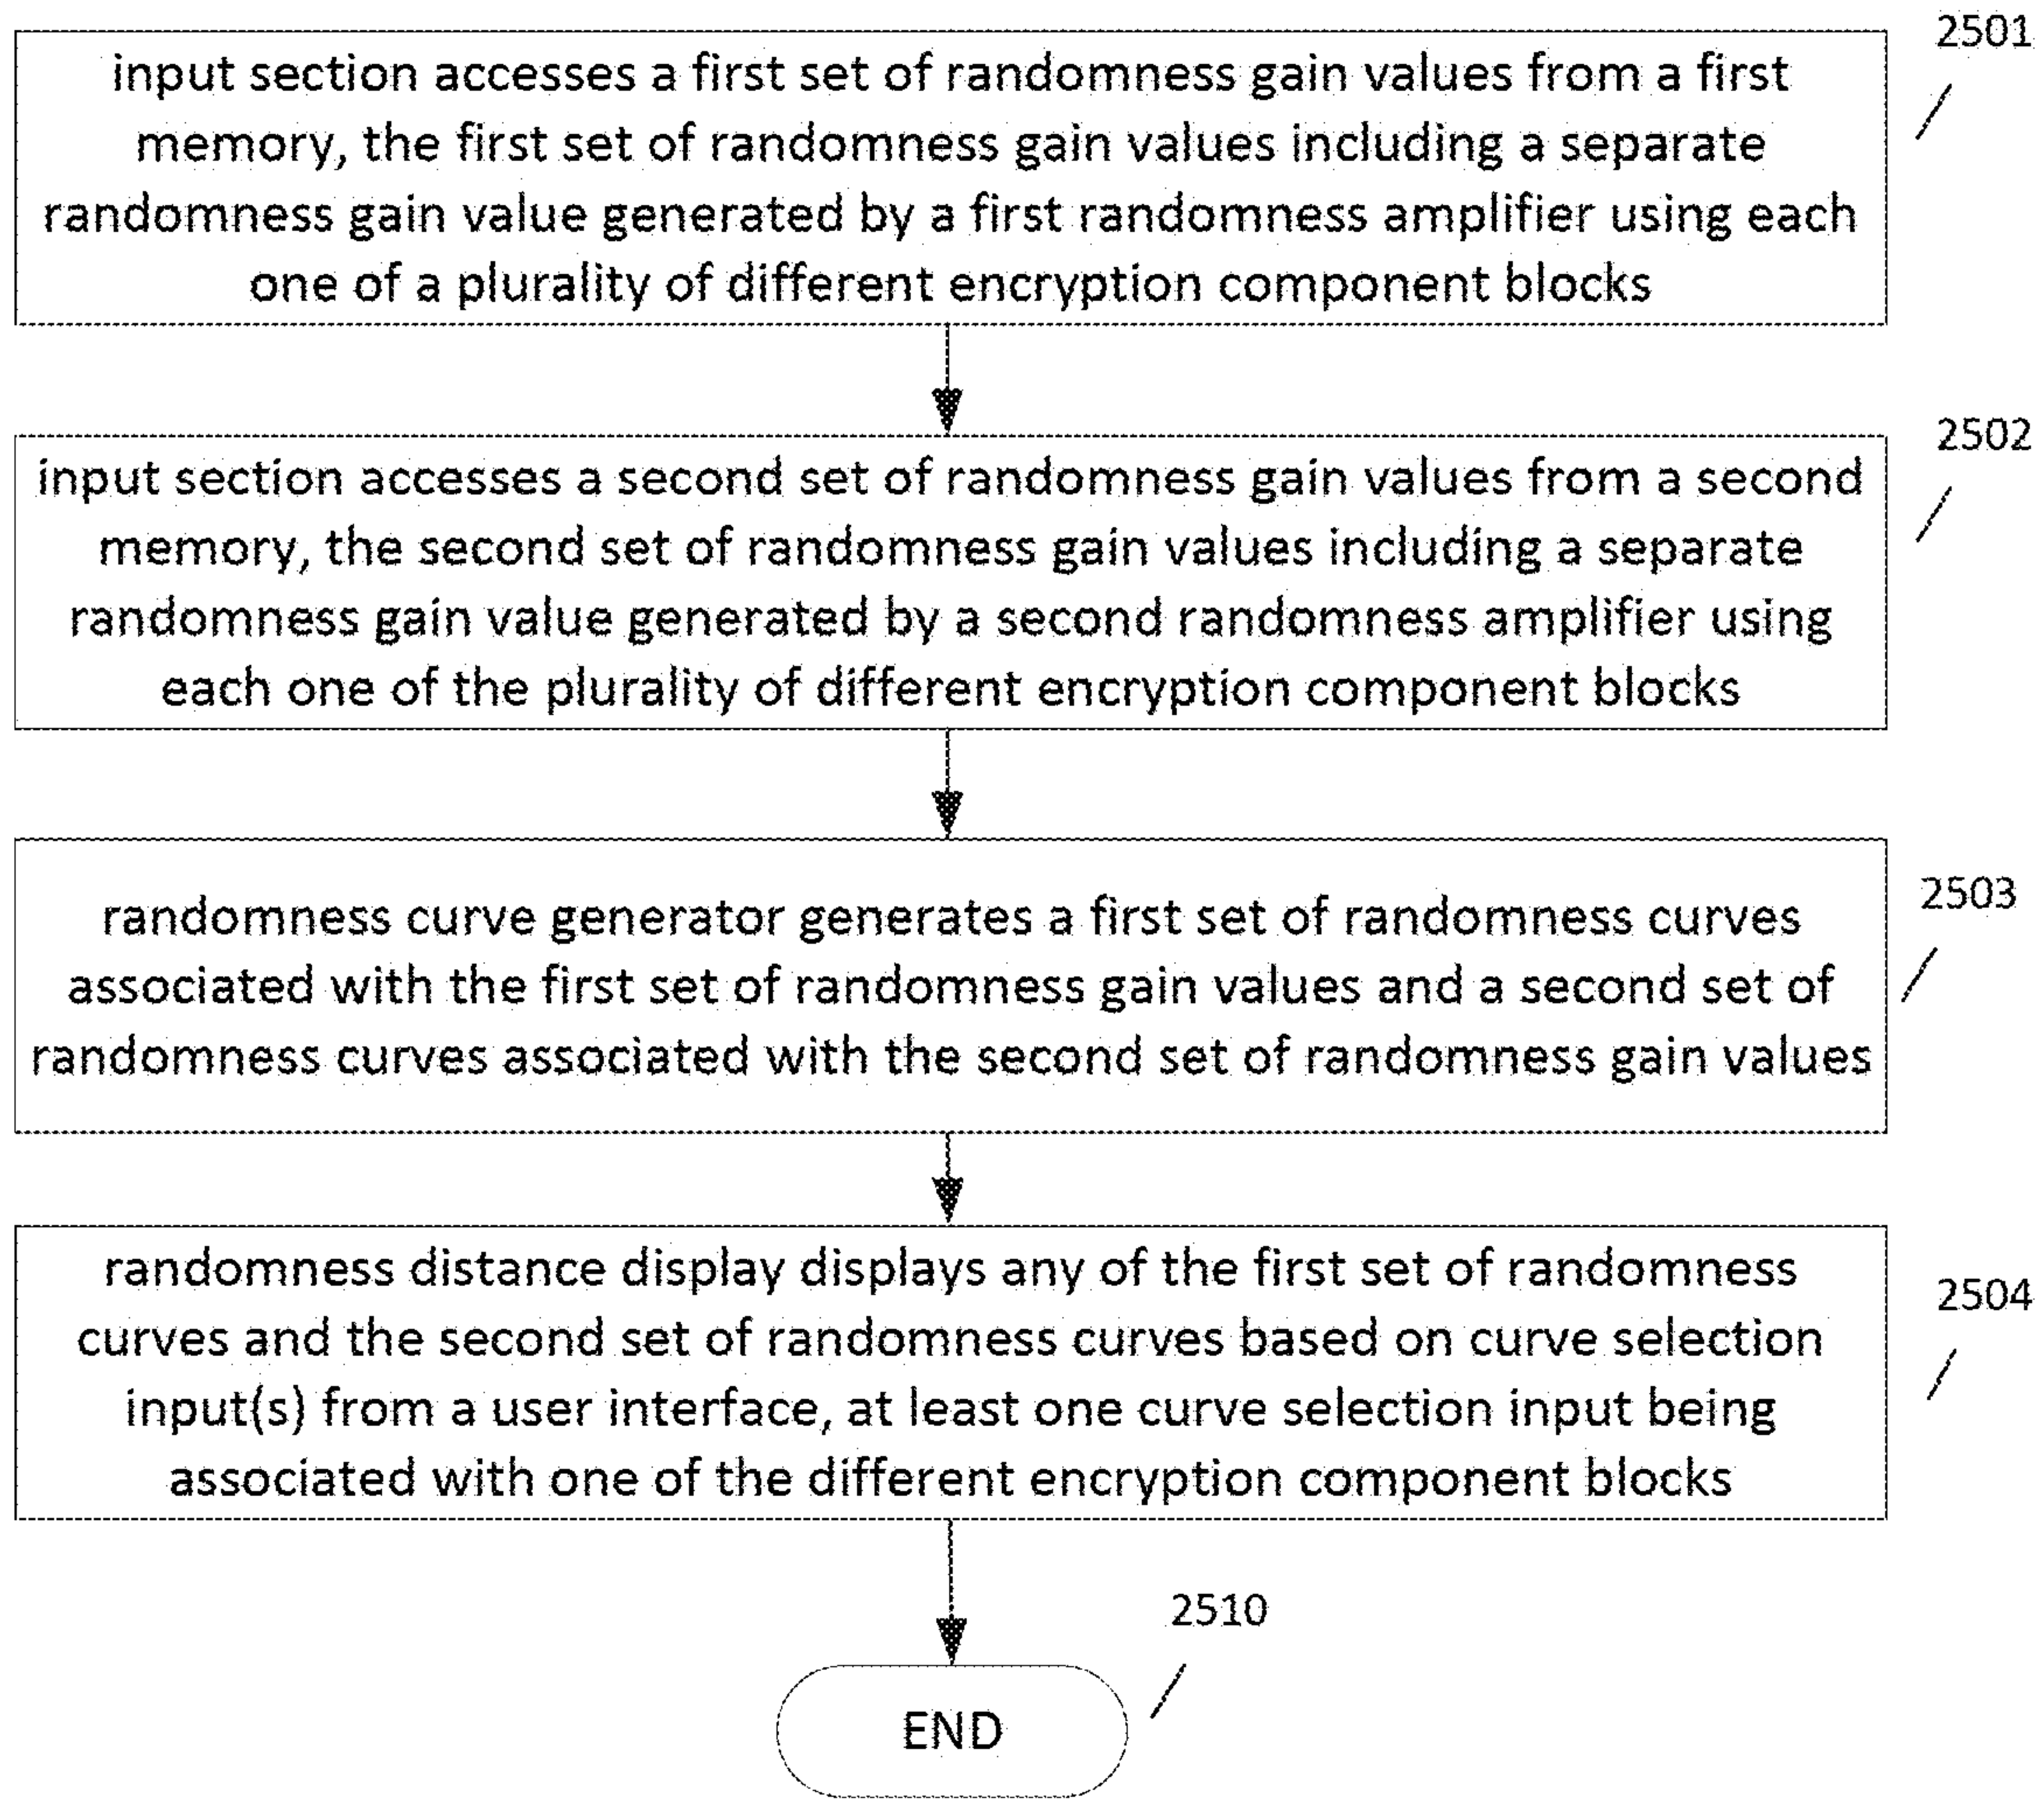 2501
input section accesses a first set of randomness gain values from a first
memory, the first set of randomness gain values including a separate
randomness gain value generated by a first randomness amplifier using each
one of a plurality of different encryption component blocks
2502
input section accesses a second set of randomness gain values from a second
memory, the second set of randomness gain values including a separate
randomness gain value generated by a second randomness amplifier using
each one of the plurality of different encryption component blocks
2503
randomness curve generator generates a first set of randomness curves
associated with the first set of randomness gain values and a second set of
randomness curves associated with the second set of randomness gain values
2504
randomness distance display displays any of the first set of randomness
curves and the second set of randomness curves based on curve selection
input(s) from a user interface, at least one curve selection input being
associated with one of the different encryption component blocks
2510
END